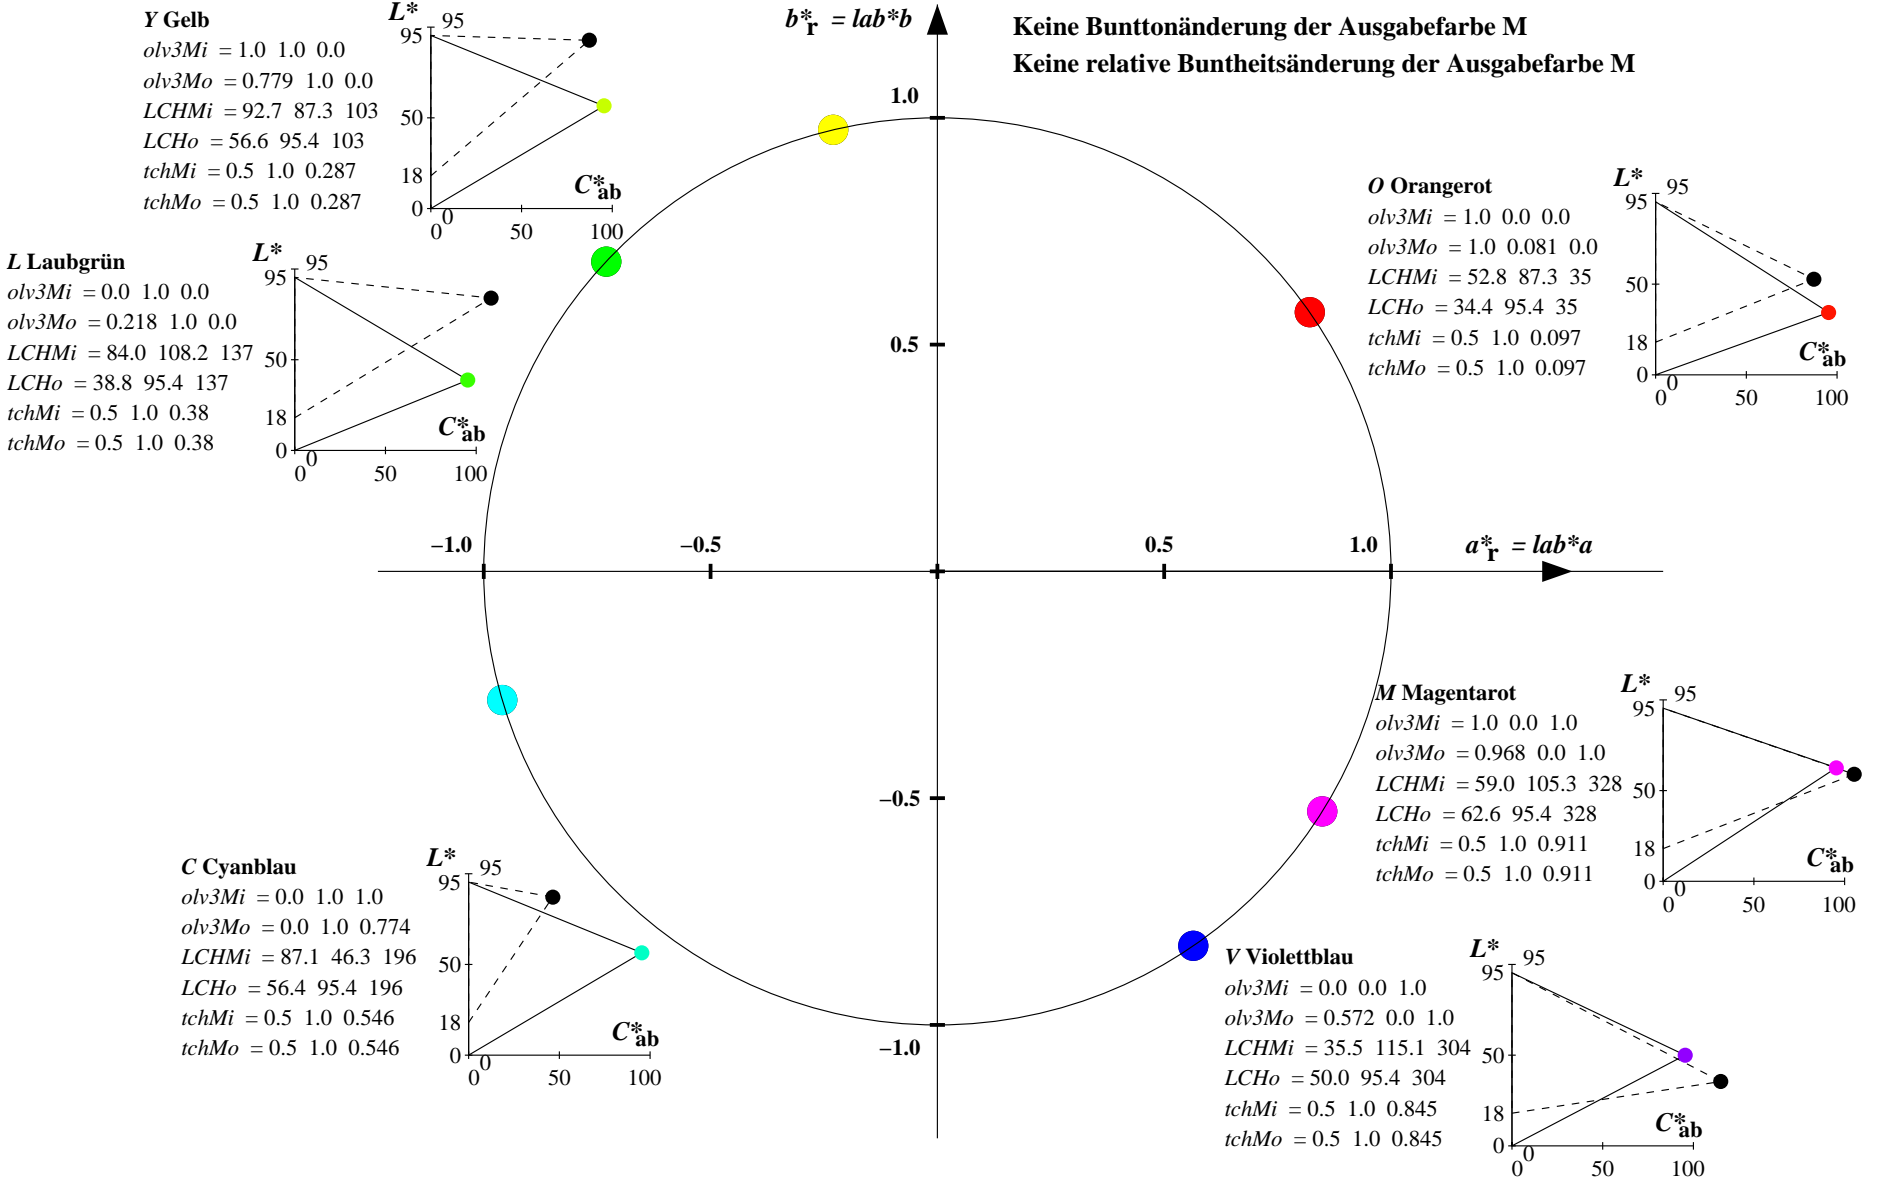 Keine Bunttonänderung der Ausgabefarbe M
Keine relative Buntheitsänderung der Ausgabefarbe M
b*r = lab*b
1.0
0.5
−0.5
−1.0
−1.0
−0.5
0.5
1.0
a*r = lab*a
Y Gelb
olv3Mi = 1.0 1.0 0.0
olv3Mo = 0.779 1.0 0.0
LCHMi = 92.7 87.3 103
LCHo = 56.6 95.4 103
tchMi = 0.5 1.0 0.287
tchMo = 0.5 1.0 0.287
L*
95
95
50
18
0
0
C*ab
0 50 100
L Laubgrün
olv3Mi = 0.0 1.0 0.0
olv3Mo = 0.218 1.0 0.0
LCHMi = 84.0 108.2 137
LCHo = 38.8 95.4 137
tchMi = 0.5 1.0 0.38
tchMo = 0.5 1.0 0.38
L*
95
95
50
18
0
0
C*ab
0 50 100
O Orangerot
olv3Mi = 1.0 0.0 0.0
olv3Mo = 1.0 0.081 0.0
LCHMi = 52.8 87.3 35
LCHo = 34.4 95.4 35
tchMi = 0.5 1.0 0.097
tchMo = 0.5 1.0 0.097
L*
95
95
50
18
0
0
C*ab
0 50 100
M Magentarot
olv3Mi = 1.0 0.0 1.0
olv3Mo = 0.968 0.0 1.0
LCHMi = 59.0 105.3 328
LCHo = 62.6 95.4 328
tchMi = 0.5 1.0 0.911
tchMo = 0.5 1.0 0.911
L*
95
95
50
18
0
0
C*ab
0 50 100
C Cyanblau
olv3Mi = 0.0 1.0 1.0
olv3Mo = 0.0 1.0 0.774
LCHMi = 87.1 46.3 196
LCHo = 56.4 95.4 196
tchMi = 0.5 1.0 0.546
tchMo = 0.5 1.0 0.546
L*
95
95
50
18
0
0
C*ab
0 50 100
V Violettblau
olv3Mi = 0.0 0.0 1.0
olv3Mo = 0.572 0.0 1.0
LCHMi = 35.5 115.1 304
LCHo = 50.0 95.4 304
tchMi = 0.5 1.0 0.845
tchMo = 0.5 1.0 0.845
L*
95
95
50
18
0
0
C*ab
0 50 100